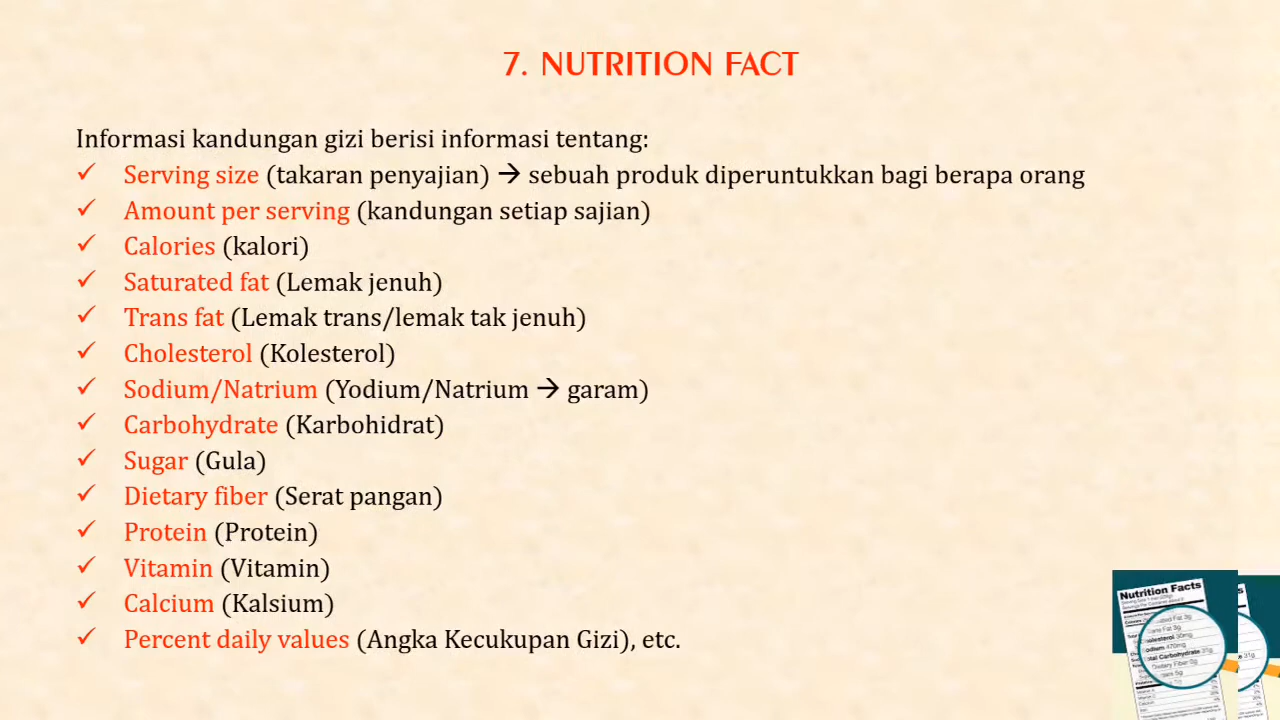 7. NUTRITION FACT
Informasi kandungan gizi berisi informasi tentang:
✓ Serving size (takaran penyajian) → sebuah produk diperuntukkan bagi berapa orang
✓ Amount per serving (kandungan setiap sajian)
✓ Calories (kalori)
✓ Saturated fat (Lemak jenuh)
✓ Trans fat (Lemak trans/lemak tak jenuh)
✓ Cholesterol (Kolesterol)
✓ Sodium/Natrium (Yodium/Natrium → garam)
✓ Carbohydrate (Karbohidrat)
✓ Sugar (Gula)
✓ Dietary fiber (Serat pangan)
✓ Protein (Protein)
✓ Vitamin (Vitamin)
✓ Calcium (Kalsium)
✓ Percent daily values (Angka Kecukupan Gizi), etc.
Nutrition Facts